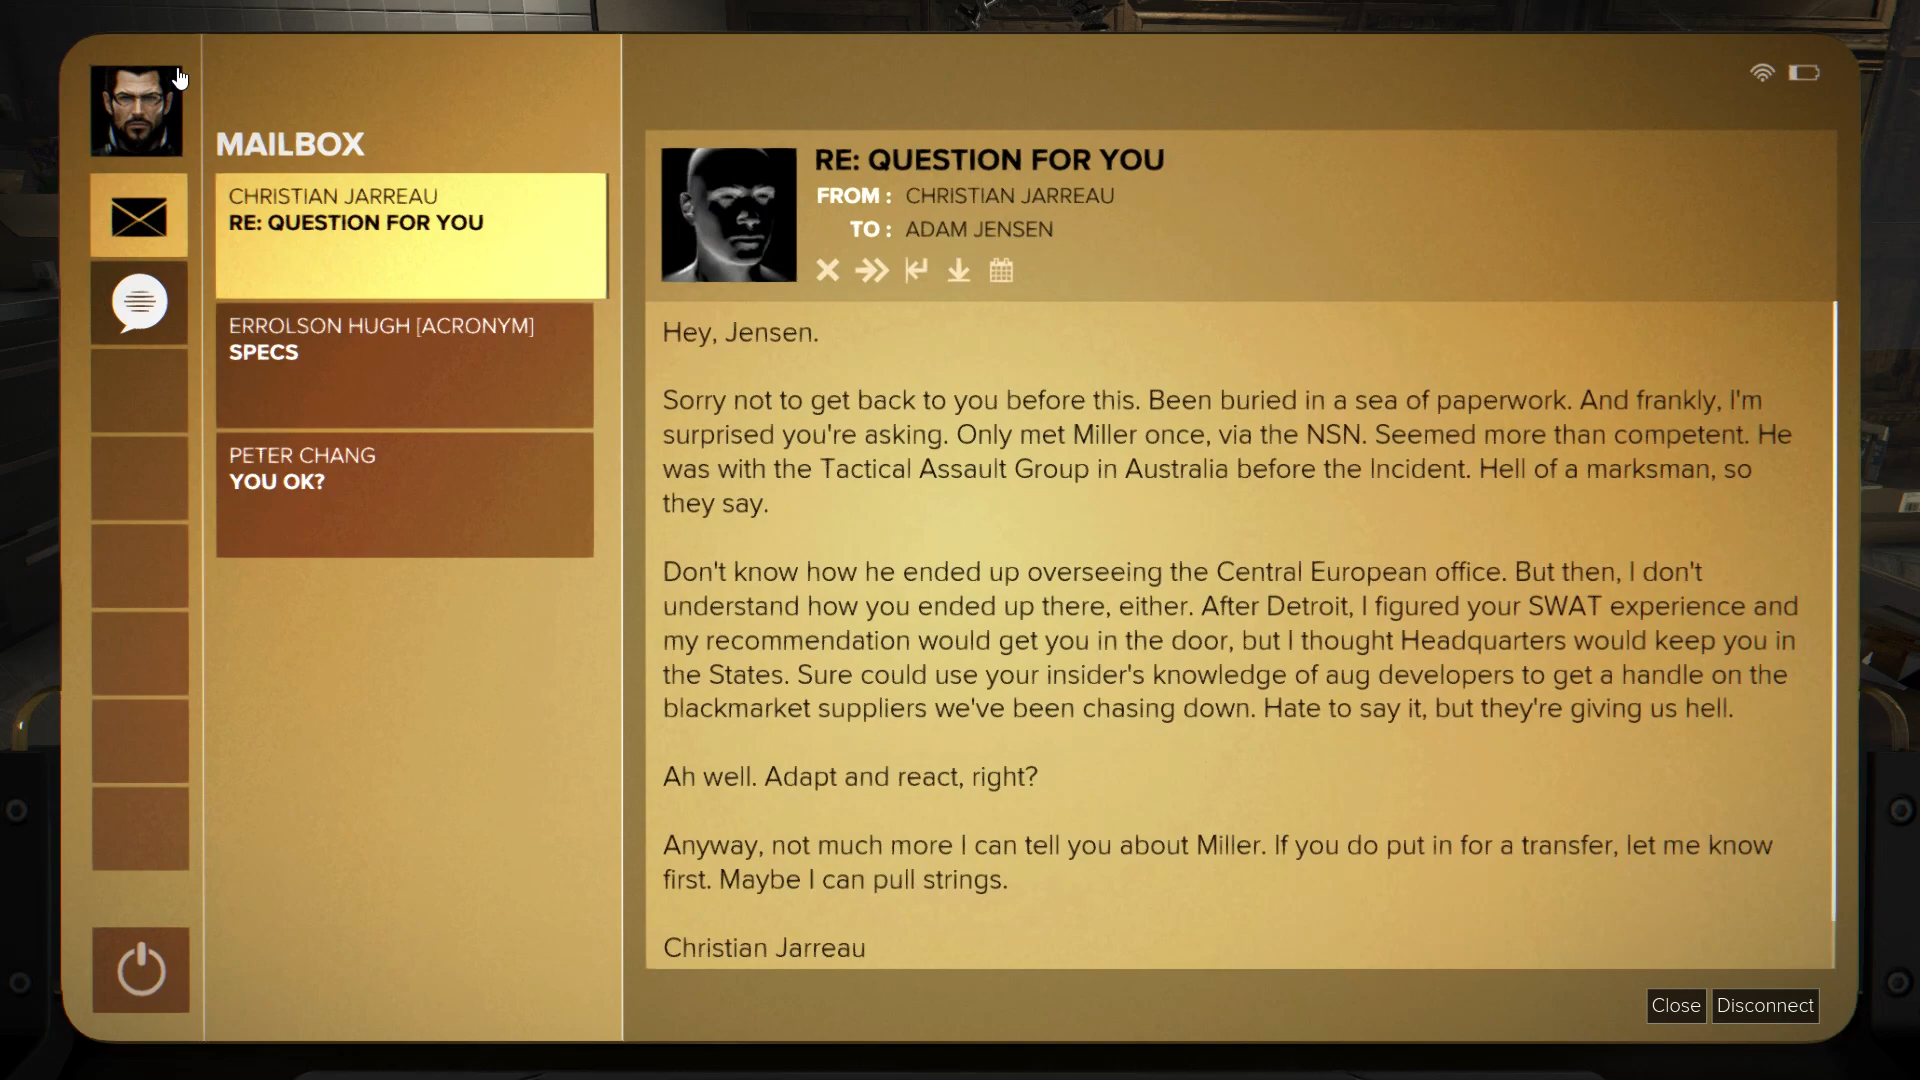 MAILBOX
CHRISTIAN JARREAU
RE: QUESTION FOR YOU
ERROLSON HUGH [ACRONYM]
SPECS
PETER CHANG
YOU OK?
RE: QUESTION FOR YOU
FROM : CHRISTIAN JARREAU
TO : ADAM JENSEN
Hey, Jensen.
Sorry not to get back to you before this. Been buried in a sea of paperwork. And frankly, I'm
surprised you're asking. Only met Miller once, via the NSN. Seemed more than competent. He
was with the Tactical Assault Group in Australia before the Incident. Hell of a marksman, so
they say.
Don't know how he ended up overseeing the Central European office. But then, I don't
understand how you ended up there, either. After Detroit, I figured your SWAT experience and
my recommendation would get you in the door, but I thought Headquarters would keep you in
the States. Sure could use your insider's knowledge of aug developers to get a handle on the
blackmarket suppliers we've been chasing down. Hate to say it, but they're giving us hell.
Ah well. Adapt and react, right?
Anyway, not much more I can tell you about Miller. If you do put in for a transfer, let me know
first. Maybe I can pull strings.
Christian Jarreau
Close Disconnect